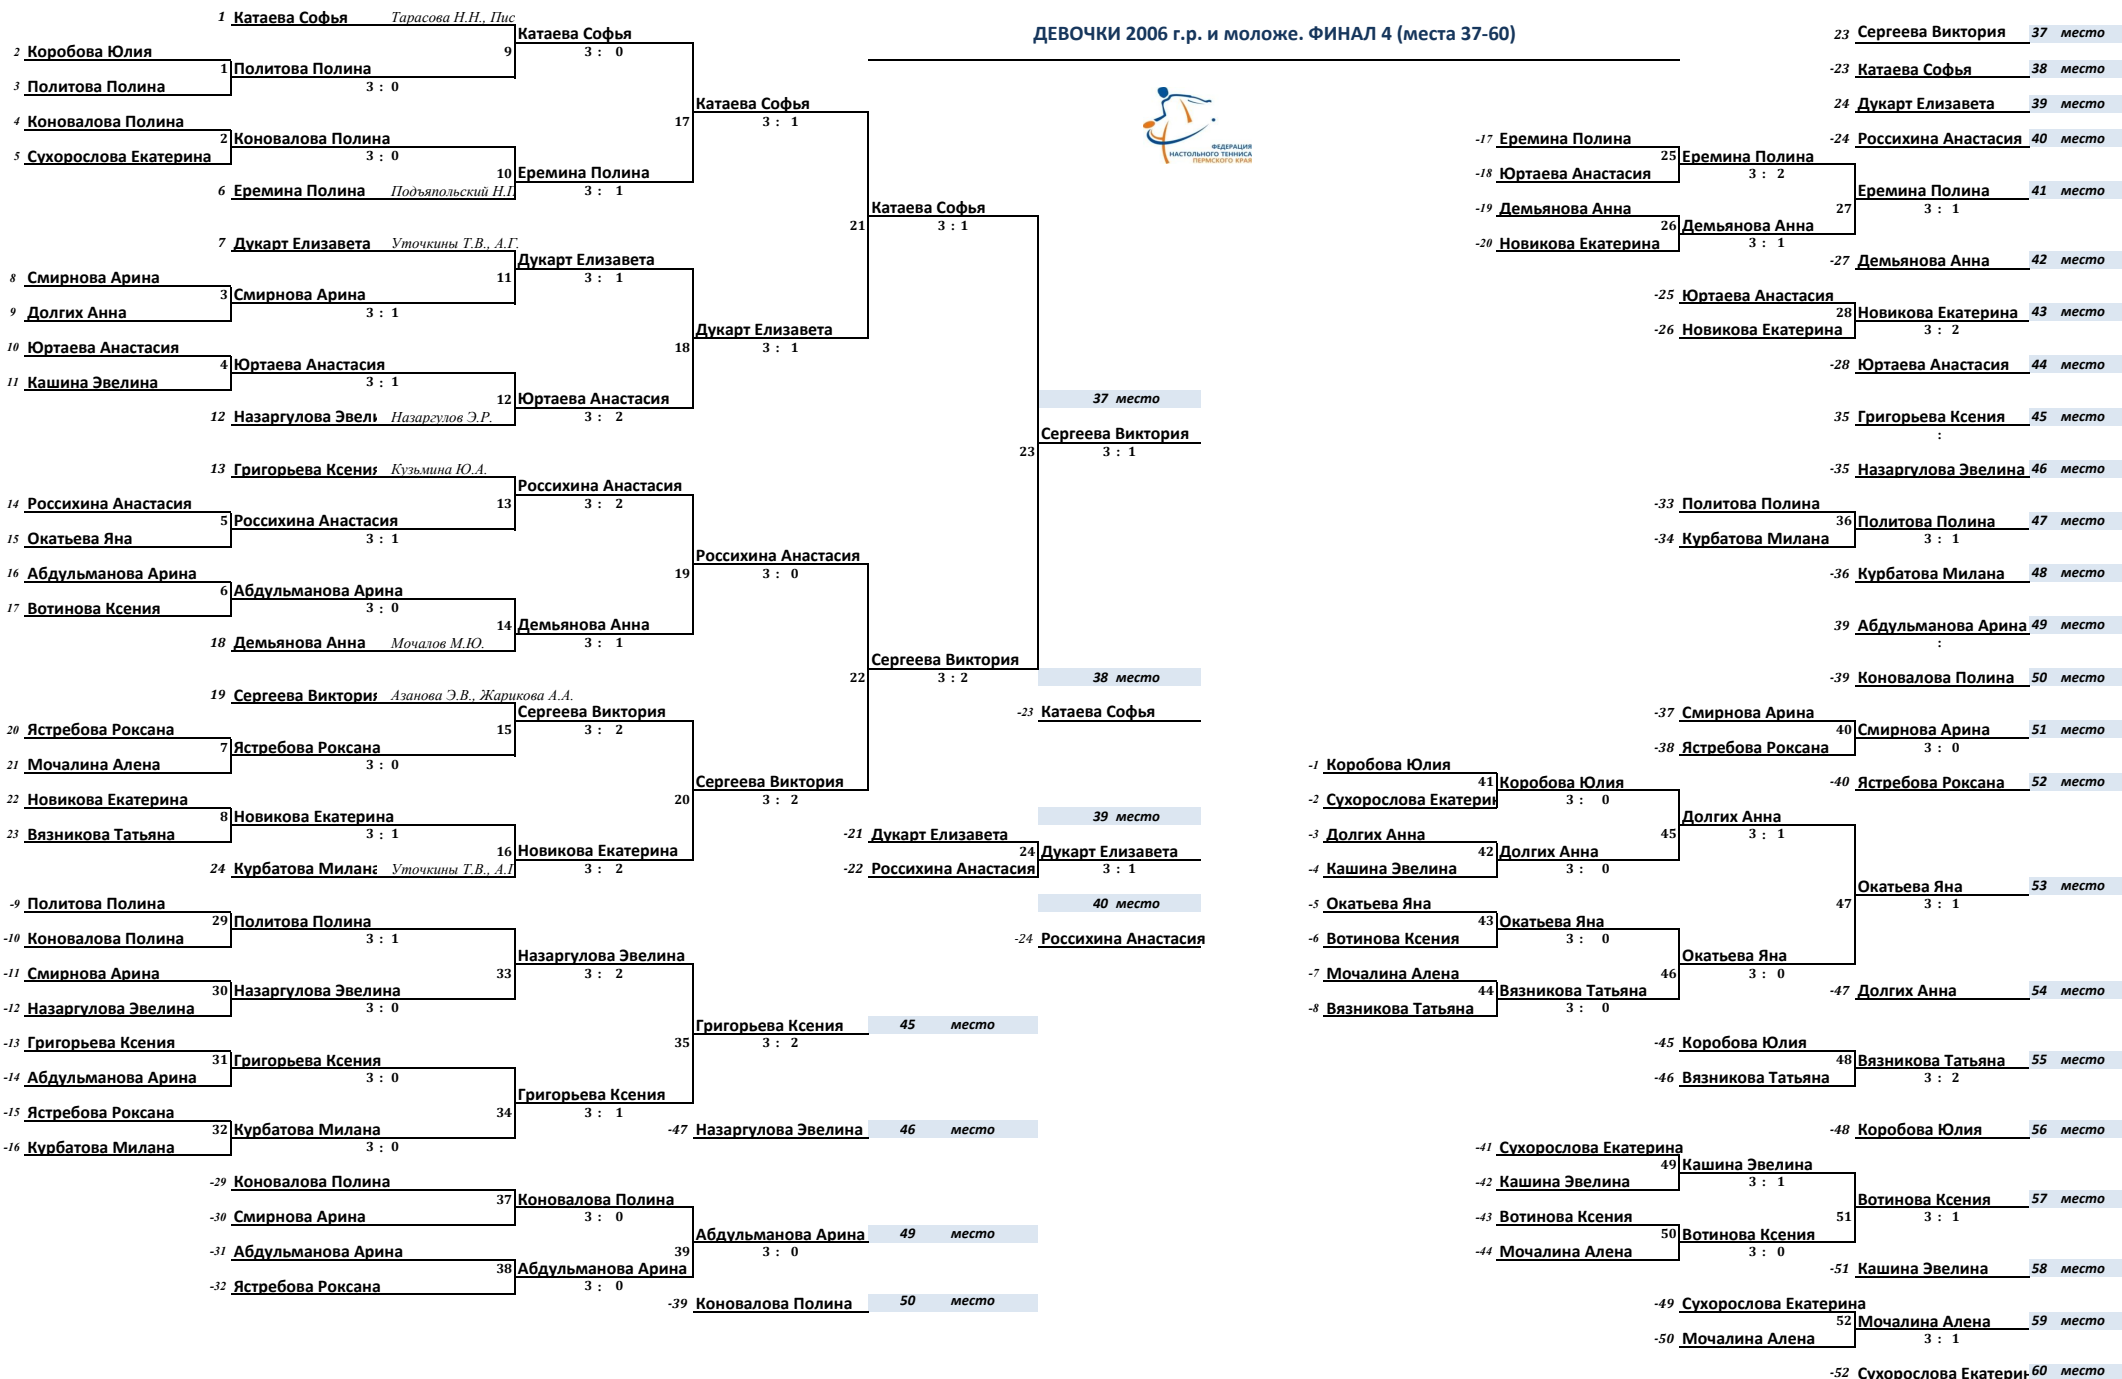 ДЕВОЧКИ 2006 г.р. и моложе. ФИНАЛ 4 (места 37-60)
ФЕДЕРАЦИЯ
НАСТОЛЬНОГО ТЕННИСА
ПЕРМСКОГО КРАЯ
1 Катаева Софья Тарасова Н.Н., Пис
2 Коробова Юлия
3 Политова Полина
4 Коновалова Полина
5 Сухорослова Екатерина
6 Еремина Полина Подъяпольский Н.Г
7 Дукарт Елизавета Уточкины Т.В., А.Г.
8 Смирнова Арина
9 Долгих Анна
10 Юртаева Анастасия
11 Кашина Эвелина
12 Назаргулова Эвели Назаргулов Э.Р.
13 Григорьева Ксения Кузьмина Ю.А.
14 Россихина Анастасия
15 Окатьева Яна
16 Абдульманова Арина
17 Вотинова Ксения
18 Демьянова Анна Мочалов М.Ю.
19 Сергеева Виктория Азанова Э.В., Жарикова А.А.
20 Ястребова Роксана
21 Мочалина Алена
22 Новикова Екатерина
23 Вязникова Татьяна
24 Курбатова Милана Уточкины Т.В., А.Г
1 Политова Полина
3 : 0
2 Коновалова Полина
3 : 0
3 Смирнова Арина
3 : 1
4 Юртаева Анастасия
3 : 1
5 Россихина Анастасия
3 : 1
6 Абдульманова Арина
3 : 0
7 Ястребова Роксана
3 : 0
8 Новикова Екатерина
3 : 1
9 Катаева Софья
3 : 0
10 Еремина Полина
3 : 1
11 Дукарт Елизавета
3 : 1
12 Юртаева Анастасия
3 : 2
13 Россихина Анастасия
3 : 2
14 Демьянова Анна
3 : 1
15 Сергеева Виктория
3 : 2
16 Новикова Екатерина
3 : 2
17 Катаева Софья
3 : 1
18 Дукарт Елизавета
3 : 1
19 Россихина Анастасия
3 : 0
20 Сергеева Виктория
3 : 2
21 Катаева Софья
3 : 1
22 Сергеева Виктория
3 : 2
37 место
23 Сергеева Виктория
3 : 1
38 место
-23 Катаева Софья
39 место
-21 Дукарт Елизавета
-22 Россихина Анастасия
24 Дукарт Елизавета
3 : 1
40 место
-24 Россихина Анастасия
-9 Политова Полина
-10 Коновалова Полина
29 Политова Полина
3 : 1
-11 Смирнова Арина
-12 Назаргулова Эвелина
30 Назаргулова Эвелина
3 : 0
-13 Григорьева Ксения
-14 Абдульманова Арина
31 Григорьева Ксения
3 : 0
-15 Ястребова Роксана
-16 Курбатова Милана
32 Курбатова Милана
3 : 0
33 Назаргулова Эвелина
3 : 2
34 Григорьева Ксения
3 : 1
35 Григорьева Ксения 45 место
3 : 2
-47 Назаргулова Эвелина 46 место
-29 Коновалова Полина
-30 Смирнова Арина
37 Коновалова Полина
3 : 0
-31 Абдульманова Арина
-32 Ястребова Роксана
38 Абдульманова Арина
3 : 0
39 Абдульманова Арина 49 место
3 : 0
-39 Коновалова Полина 50 место
23 Сергеева Виктория 37 место
-23 Катаева Софья 38 место
24 Дукарт Елизавета 39 место
-24 Россихина Анастасия 40 место
-17 Еремина Полина
-18 Юртаева Анастасия
25 Еремина Полина
3 : 2
-19 Демьянова Анна
-20 Новикова Екатерина
26 Демьянова Анна
3 : 1
27 Еремина Полина 41 место
3 : 1
-27 Демьянова Анна 42 место
-25 Юртаева Анастасия
-26 Новикова Екатерина
28 Новикова Екатерина 43 место
3 : 2
-28 Юртаева Анастасия 44 место
35 Григорьева Ксения 45 место
:
-35 Назаргулова Эвелина 46 место
-33 Политова Полина
-34 Курбатова Милана
36 Политова Полина 47 место
3 : 1
-36 Курбатова Милана 48 место
39 Абдульманова Арина 49 место
:
-39 Коновалова Полина 50 место
-37 Смирнова Арина
-38 Ястребова Роксана
40 Смирнова Арина 51 место
3 : 0
-40 Ястребова Роксана 52 место
-1 Коробова Юлия
-2 Сухорослова Екатерин
41 Коробова Юлия
3 : 0
-3 Долгих Анна
-4 Кашина Эвелина
42 Долгих Анна
3 : 0
-5 Окатьева Яна
-6 Вотинова Ксения
43 Окатьева Яна
3 : 0
-7 Мочалина Алена
-8 Вязникова Татьяна
44 Вязникова Татьяна
3 : 0
45 Долгих Анна
3 : 1
46 Окатьева Яна
3 : 0
47 Окатьева Яна 53 место
3 : 1
-47 Долгих Анна 54 место
-45 Коробова Юлия
-46 Вязникова Татьяна
48 Вязникова Татьяна 55 место
3 : 2
-48 Коробова Юлия 56 место
-41 Сухорослова Екатерина
-42 Кашина Эвелина
49 Кашина Эвелина
3 : 1
-43 Вотинова Ксения
-44 Мочалина Алена
50 Вотинова Ксения
3 : 0
51 Вотинова Ксения 57 место
3 : 1
-51 Кашина Эвелина 58 место
-49 Сухорослова Екатерина
-50 Мочалина Алена
52 Мочалина Алена 59 место
3 : 1
-52 Сухорослова Екатерин 60 место